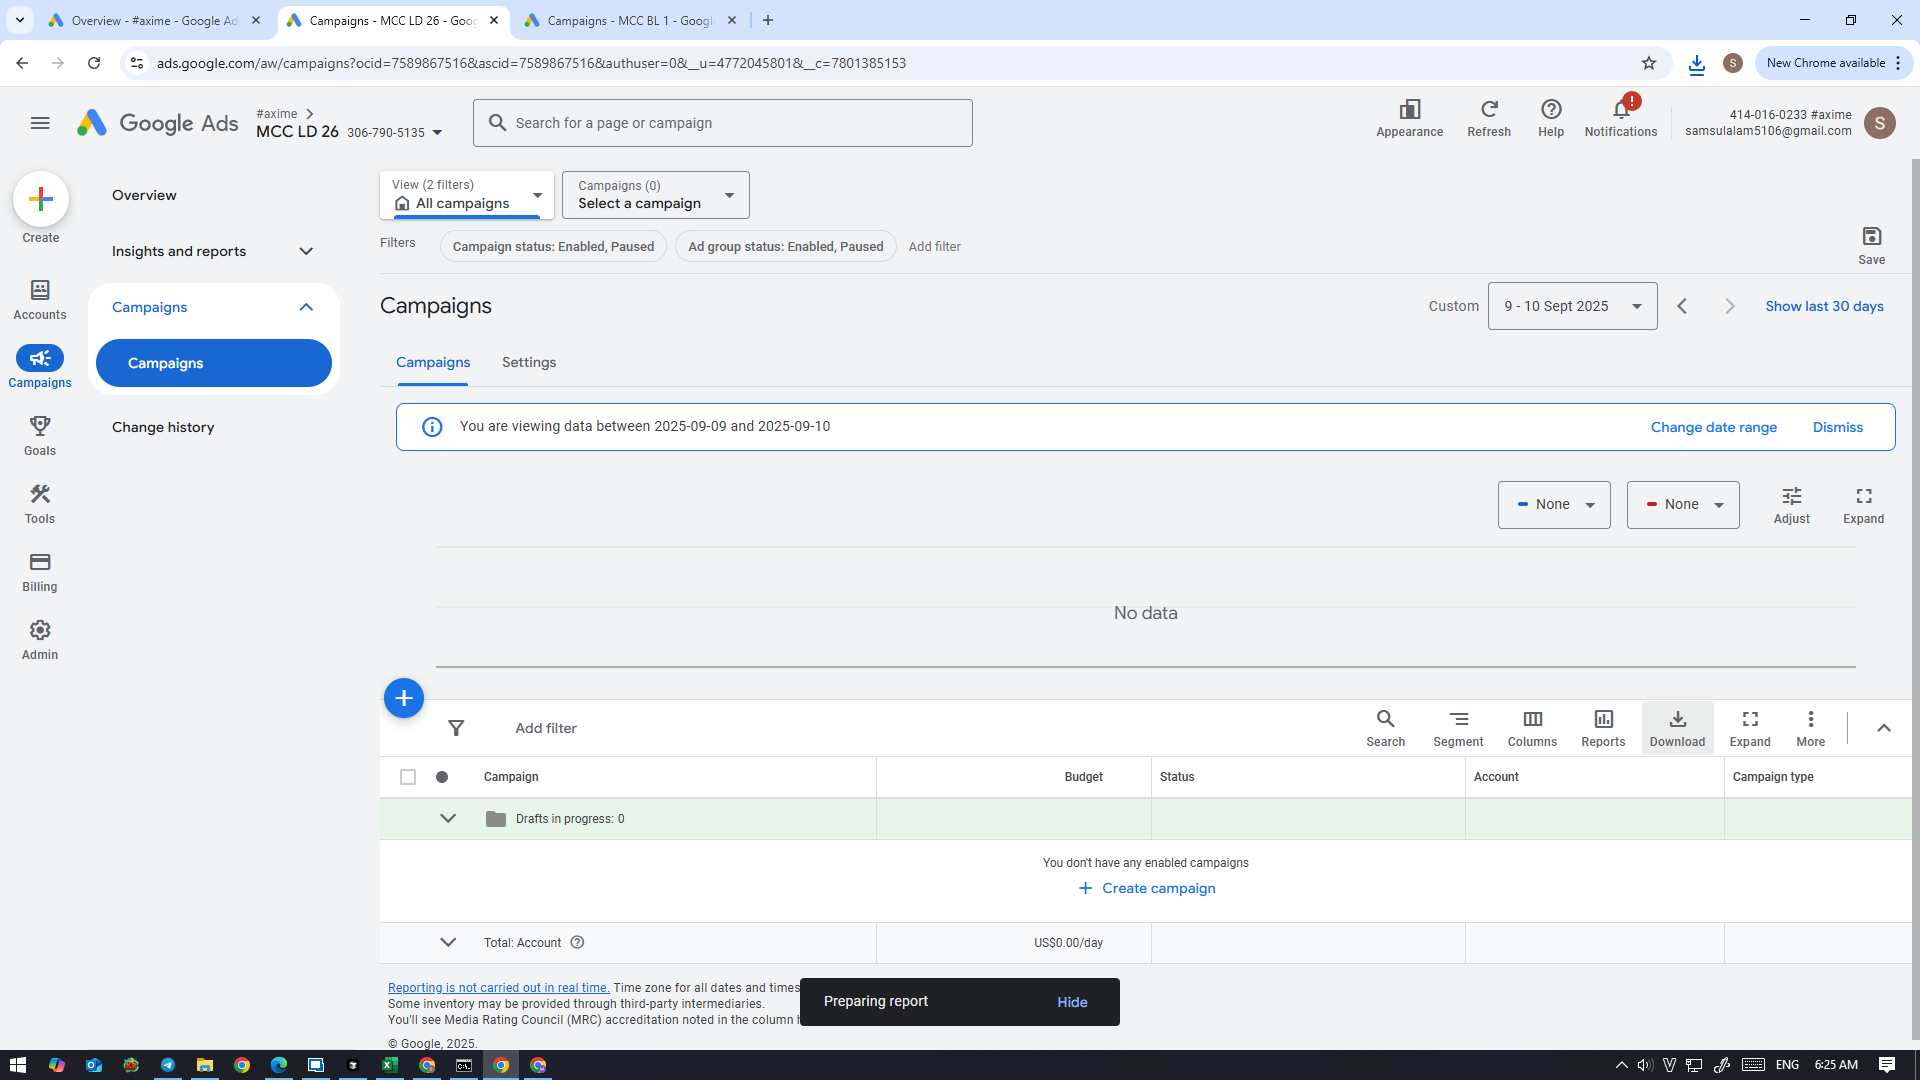 Overview - #axime - Google Ad
Campaigns - MCC LD 26 - Goog
Campaigns - MCC BL 1 - Google
ads.google.com/aw/campaigns?ocid=7589867516&ascid=7589867516&authuser=0&__u=4772045801&__c=7801385153
S
New Chrome available
Google Ads
#axime
MCC LD 26 306-790-5135
Search for a page or campaign
Appearance
Refresh
Help
!
Notifications
414-016-0233 #axime
samsulalam5106@gmail.com
S
Create
Accounts
Campaigns
Goals
Tools
Billing
Admin
Overview
Insights and reports
Campaigns
Campaigns
Change history
View (2 filters)
All campaigns
Campaigns (0)
Select a campaign
Filters
Campaign status: Enabled, Paused
Ad group status: Enabled, Paused
Add filter
Save
Campaigns
Custom
9 - 10 Sept 2025
Show last 30 days
Campaigns
Settings
You are viewing data between 2025-09-09 and 2025-09-10
Change date range
Dismiss
None
None
Adjust
Expand
No data
Add filter
Search
Segment
Columns
Reports
Download
Expand
More
Campaign
Budget
Status
Account
Campaign type
Drafts in progress: 0
You don't have any enabled campaigns
Create campaign
Total: Account
US$0.00/day
Reporting is not carried out in real time. Time zone for all dates and times
Some inventory may be provided through third-party intermediaries.
You'll see Media Rating Council (MRC) accreditation noted in the column h
© Google, 2025.
Preparing report
Hide
ENG
6:25 AM